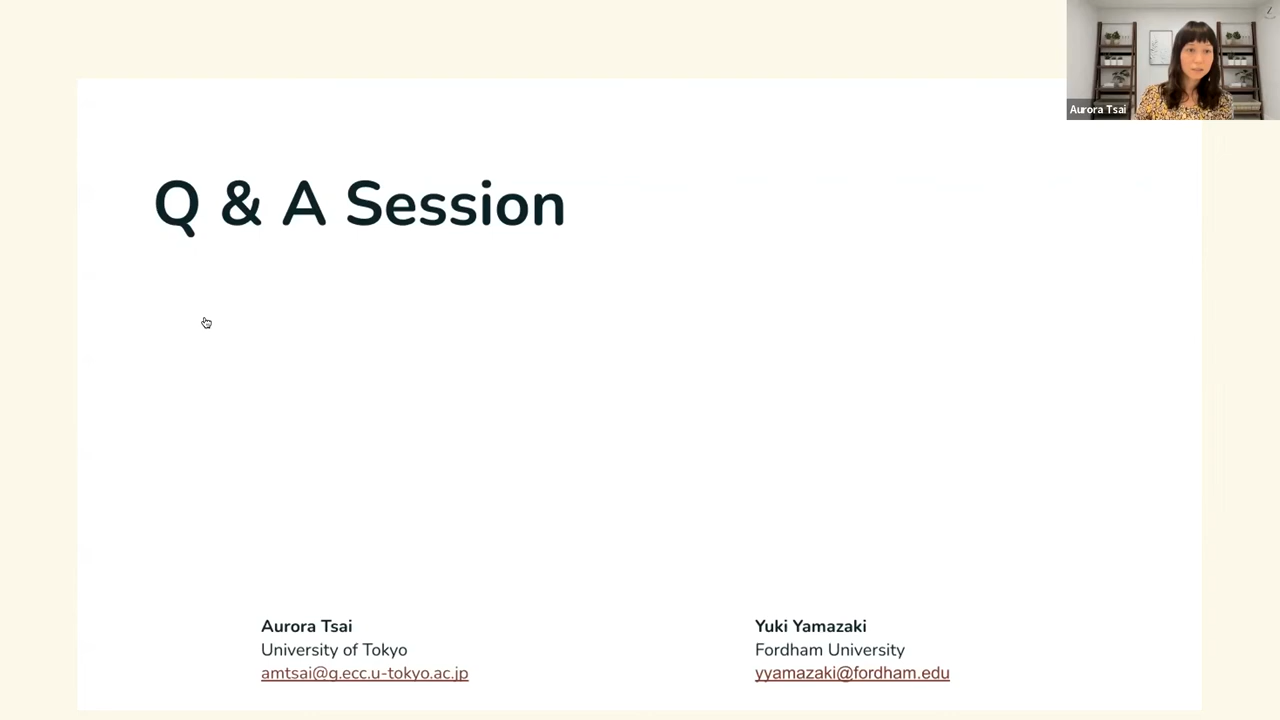 Aurora Tsai
Q & A Session
Aurora Tsai
University of Tokyo
amtsai@g.ecc.u-tokyo.ac.jp
Yuki Yamazaki
Fordham University
yyamazaki@fordham.edu